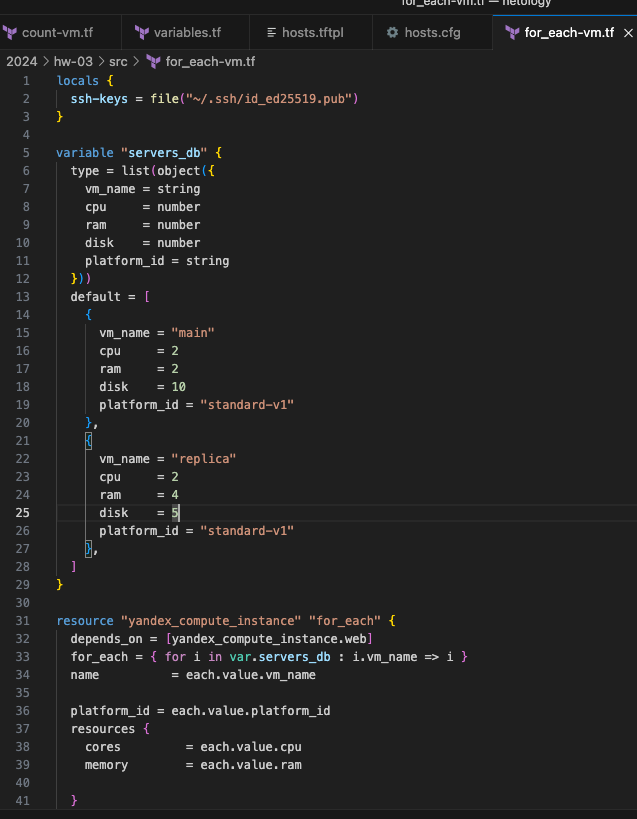 for_each-vm.tf — netology
count-vm.tf variables.tf hosts.tftpl hosts.cfg for_each-vm.tf ×
2024 > hw-03 > src > for_each-vm.tf
1 locals {
2   ssh-keys = file("~/.ssh/id_ed25519.pub")
3 }
4
5 variable "servers_db" {
6   type = list(object({
7     vm_name = string
8     cpu     = number
9     ram     = number
10     disk    = number
11     platform_id = string
12   }))
13   default = [
14     {
15       vm_name = "main"
16       cpu     = 2
17       ram     = 2
18       disk    = 10
19       platform_id = "standard-v1"
20     },
21     {
22       vm_name = "replica"
23       cpu     = 2
24       ram     = 4
25       disk    = 5
26       platform_id = "standard-v1"
27     },
28   ]
29 }
30
31 resource "yandex_compute_instance" "for_each" {
32   depends_on = [yandex_compute_instance.web]
33   for_each = { for i in var.servers_db : i.vm_name => i }
34   name          = each.value.vm_name
35
36   platform_id = each.value.platform_id
37   resources {
38     cores         = each.value.cpu
39     memory        = each.value.ram
40
41   }